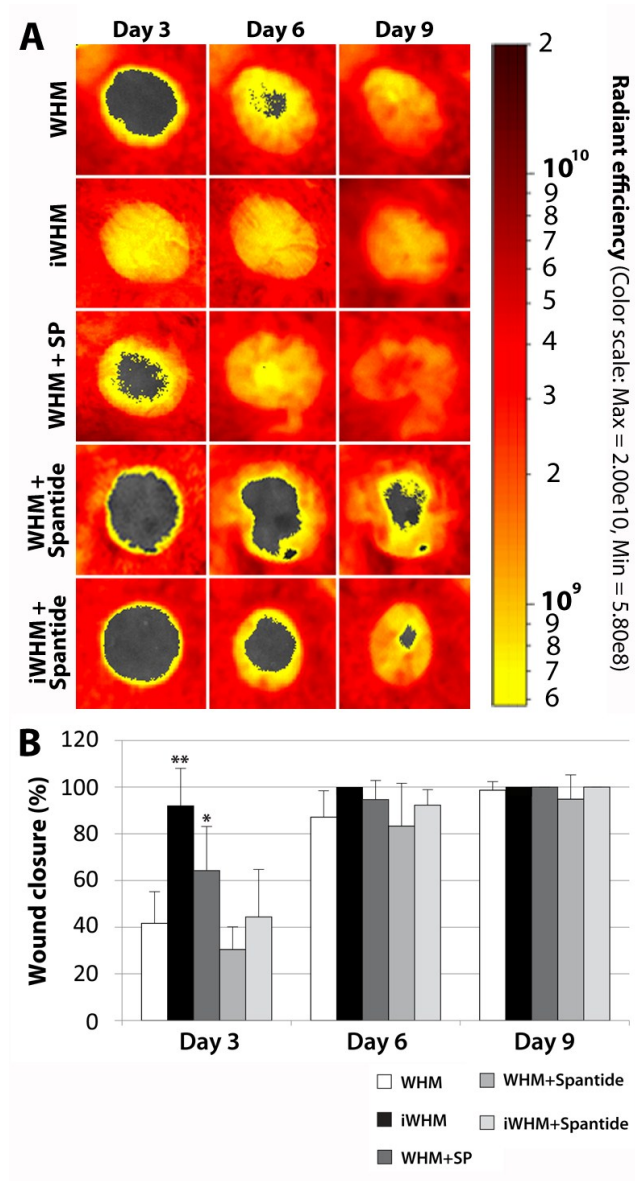 A
Day 3 Day 6 Day 9
WHM
iWHM
WHM + SP
WHM +
Spantide
iWHM +
Spantide
2
10¹⁰
9
8
7
6
5
4
3
2
10⁹
9
8
7
6
Radiant efficiency (Color scale: Max = 2.00e10, Min = 5.80e8)
B
Wound closure (%)
120
100
80
60
40
20
0
**
*
Day 3 Day 6 Day 9
WHM WHM+Spantide
iWHM iWHM+Spantide
WHM+SP